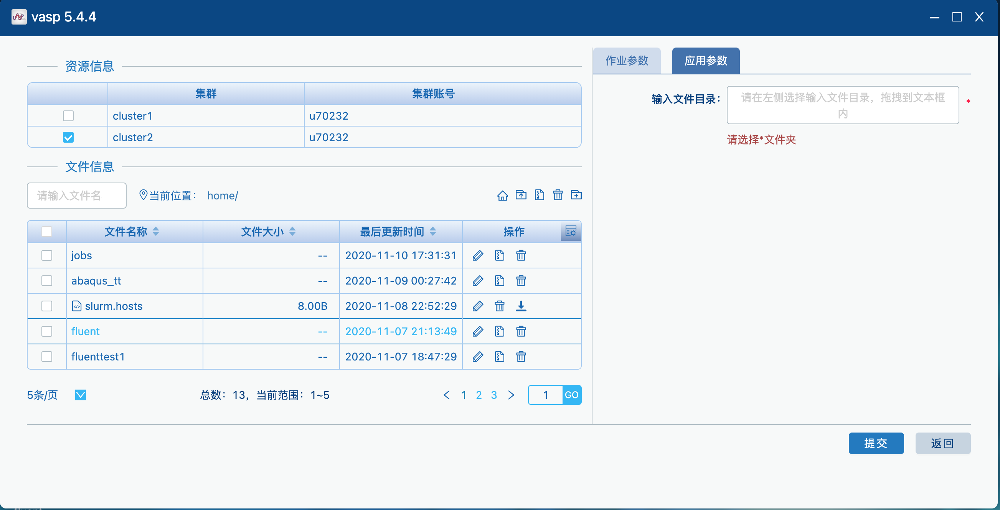 vasp 5.4.4
资源信息
集群 集群账号
cluster1 u70232
cluster2 u70232
文件信息
请输入文件名 当前位置： home/
文件名称 文件大小 最后更新时间 操作
jobs -- 2020-11-10 17:31:31
abaqus_tt -- 2020-11-09 00:27:42
slurm.hosts 8.00B 2020-11-08 22:52:29
fluent -- 2020-11-07 21:13:49
fluenttest1 -- 2020-11-07 18:47:29
5条/页 总数：13，当前范围：1~5 < 1 2 3 > 1 GO
作业参数 应用参数
输入文件目录： 请在左侧选择输入文件目录，拖拽到文本框
内 *
请选择*文件夹
提交 返回